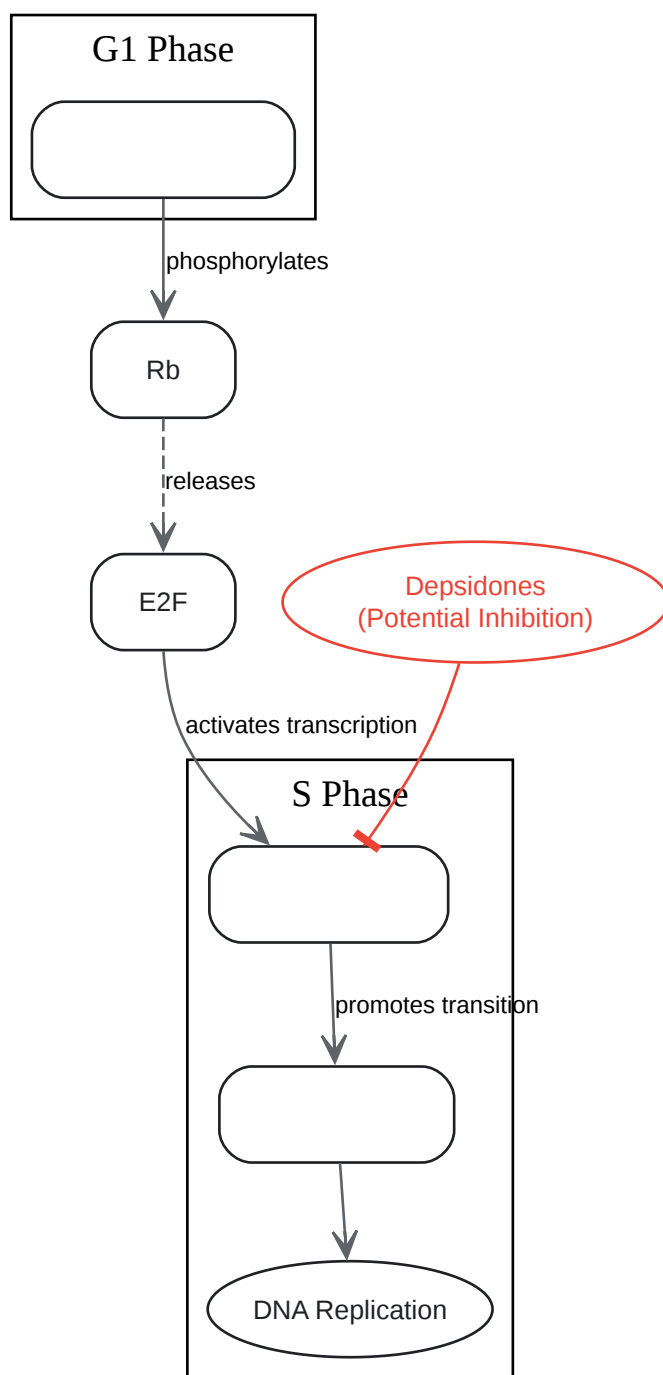 G1 Phase
phosphorylates
Rb
releases
E2F
Depsidones
(Potential Inhibition)
activates transcription
S Phase
promotes transition
DNA Replication